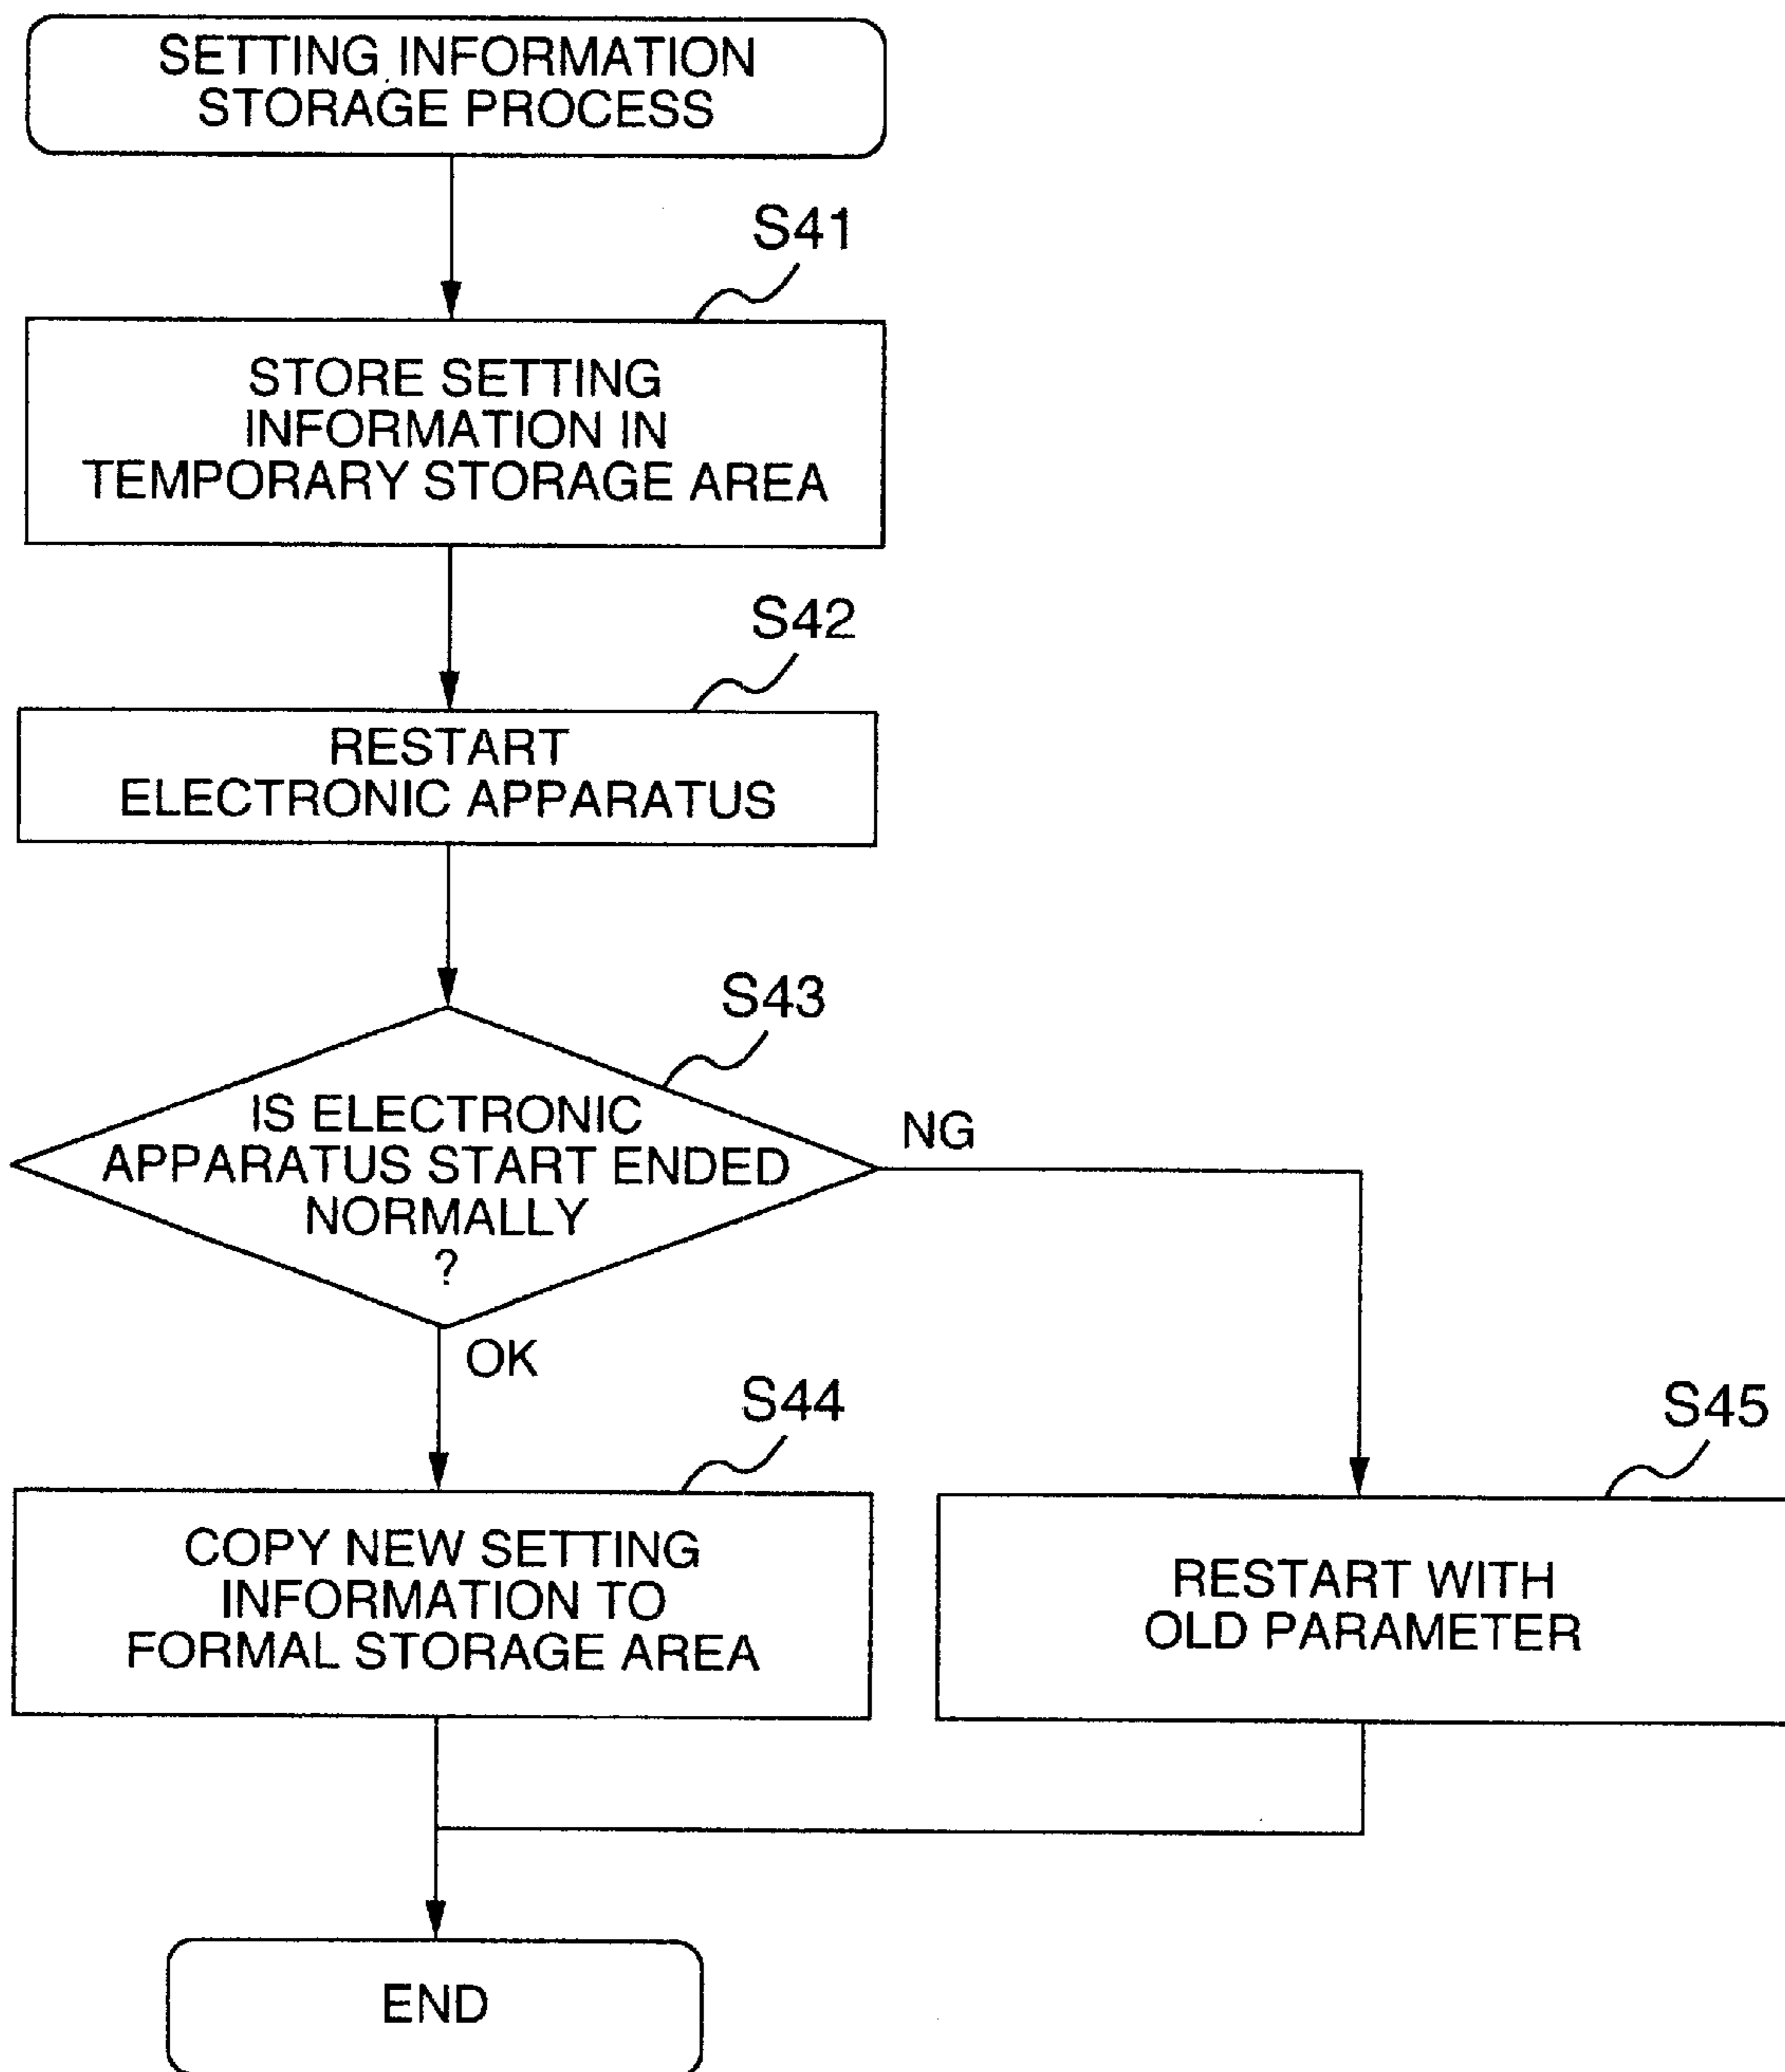 SETTING INFORMATION
STORAGE PROCESS
S41
STORE SETTING
INFORMATION IN
TEMPORARY STORAGE AREA
S42
RESTART
ELECTRONIC APPARATUS
S43
IS ELECTRONIC
APPARATUS START ENDED
NORMALLY
?
NG
OK
S44
COPY NEW SETTING
INFORMATION TO
FORMAL STORAGE AREA
S45
RESTART WITH
OLD PARAMETER
END